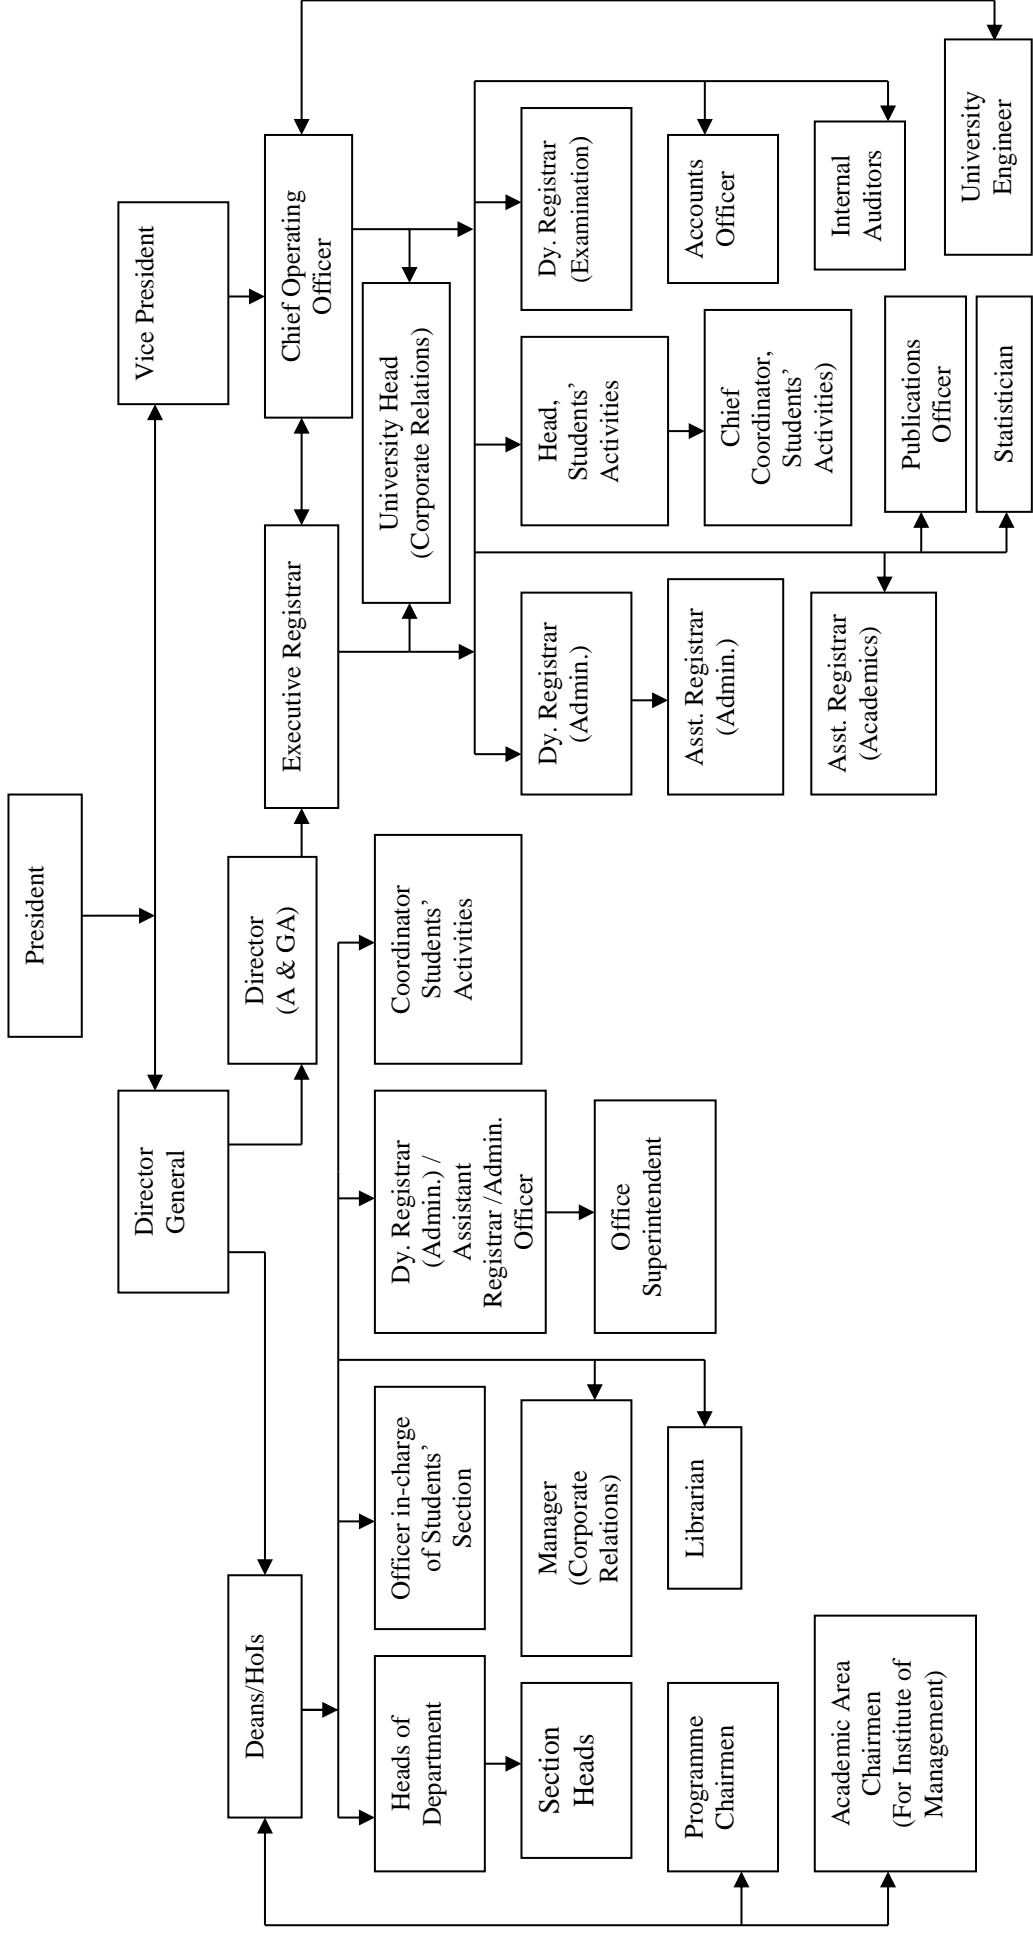 President
Director
General
Vice President
Deans/HoIs
Director
(A & GA)
Executive Registrar
Chief Operating
Officer
University Head
(Corporate Relations)
Heads of
Department
Officer in-charge
of Students’
Section
Dy. Registrar
(Admin.) /
Assistant
Registrar /Admin.
Officer
Coordinator
Students’
Activities
Section
Heads
Manager
(Corporate
Relations)
Office
Superintendent
Dy. Registrar
(Admin.)
Head,
Students’
Activities
Dy. Registrar
(Examination)
Programme
Chairmen
Librarian
Asst. Registrar
(Admin.)
Chief
Coordinator,
Students’
Activities)
Accounts
Officer
Academic Area
Chairmen
(For Institute of
Management)
Asst. Registrar
(Academics)
Publications
Officer
Internal
Auditors
Statistician
University
Engineer